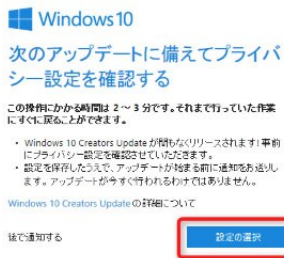 Windows 10
次のアップデートに備えてプライバ
シー設定を確認する
この操作にかかる時間は 2 ～ 3 分です。それまで行っていた作業
にすぐに戻ることができます。
• Windows 10 Creators Update が間もなくリリースされます! 事前
にプライバシー設定を確認させていただきます。
• 設定を保存したうえで、アップデートが始まる前に通知をお送りし
ます。アップデートが今すぐ行われるわけではありません。
Windows 10 Creators Update の詳細について
後で通知する
設定の選択